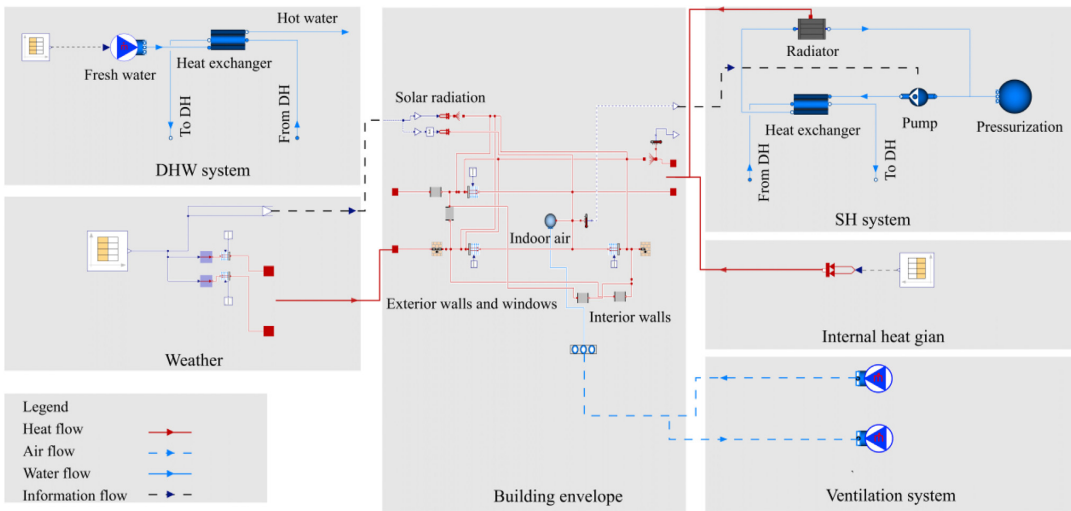 Hot water
Fresh water
Heat exchanger
To DH
From DH
DHW system
Weather
Legend
Heat flow
Air flow
Water flow
Information flow
Solar radiation
Indoor air
Exterior walls and windows
Interior walls
Building envelope
Radiator
Heat exchanger
Pump
Pressurization
From DH
To DH
SH system
Internal heat gian
Ventilation system